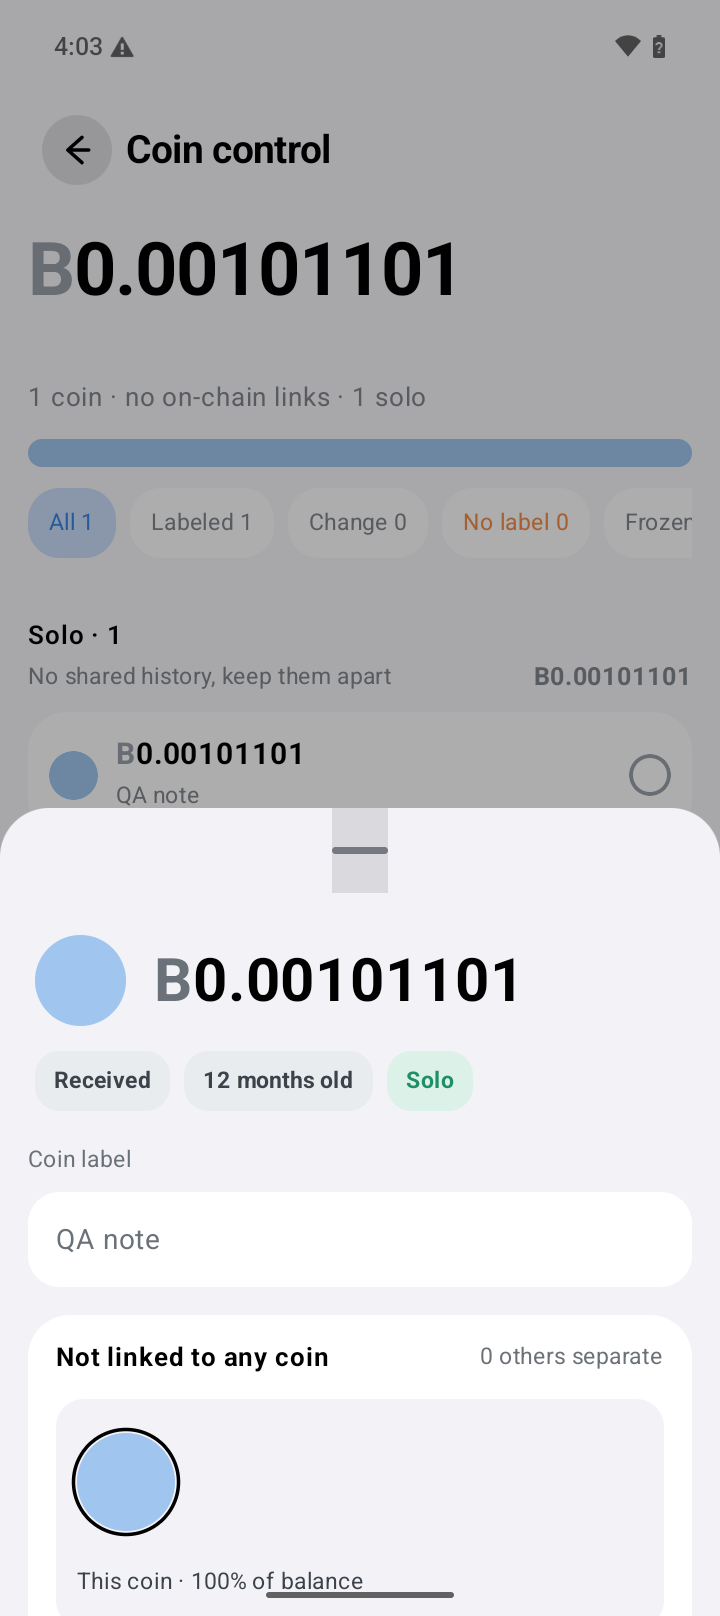 4:03
Coin control
B0.00101101
1 coin · no on-chain links · 1 solo
All 1
Labeled 1
Change 0
No label 0
Frozen
Solo · 1
No shared history, keep them apart
B0.00101101
B0.00101101
QA note
B0.00101101
Received
12 months old
Solo
Coin label
QA note
Not linked to any coin
0 others separate
This coin · 100% of balance